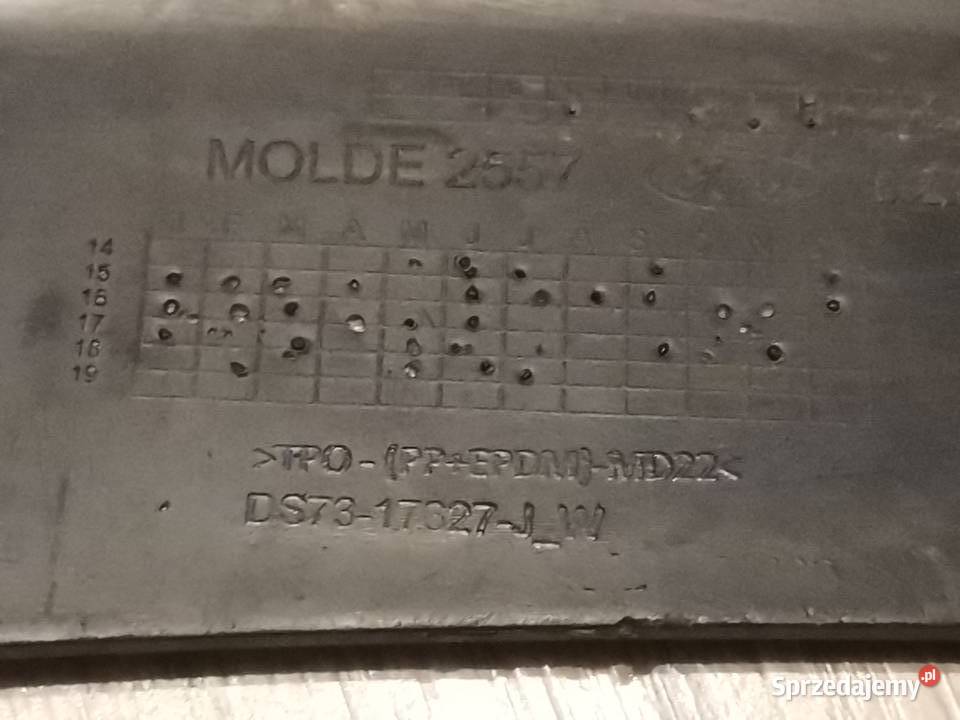 MOLDE 2557
J F M A M J J A S O N
14
15
16
17
18
19
>TPO-(PP+EPDM)-MD22<
DS73-17327-J_W
Sprzedajemy.pl